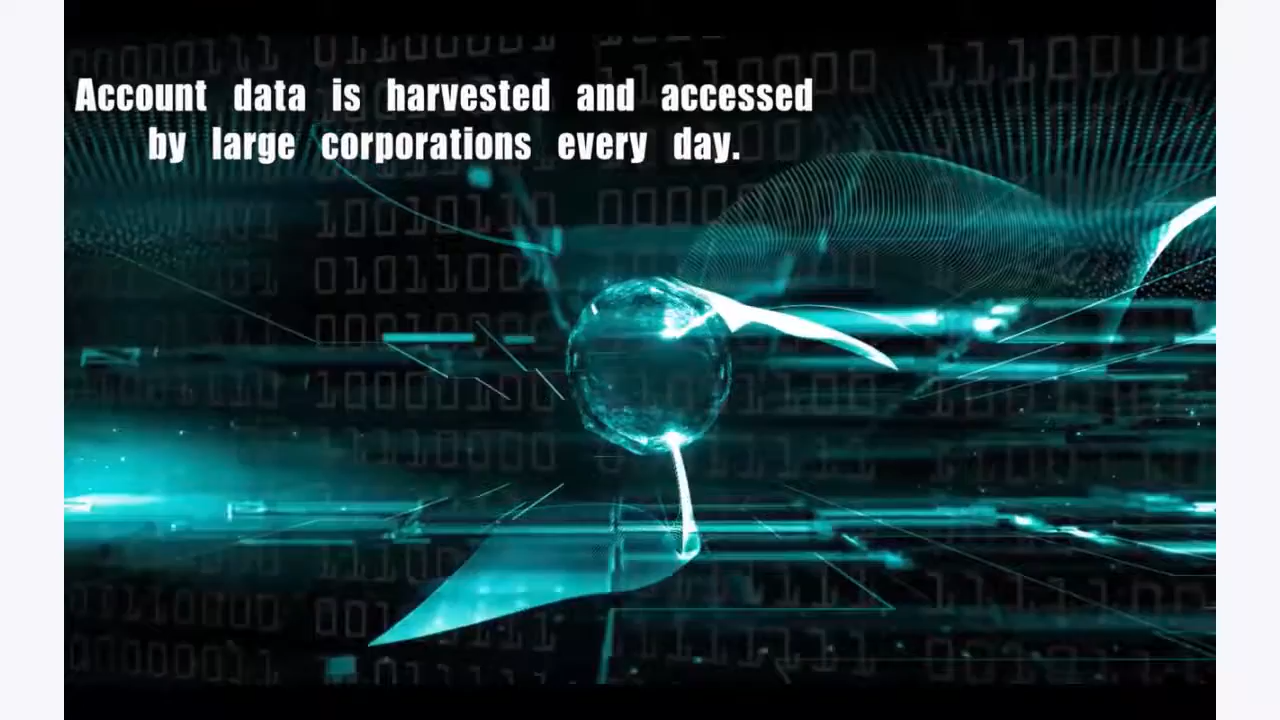 Account data is harvested and accessed
by large corporations every day.